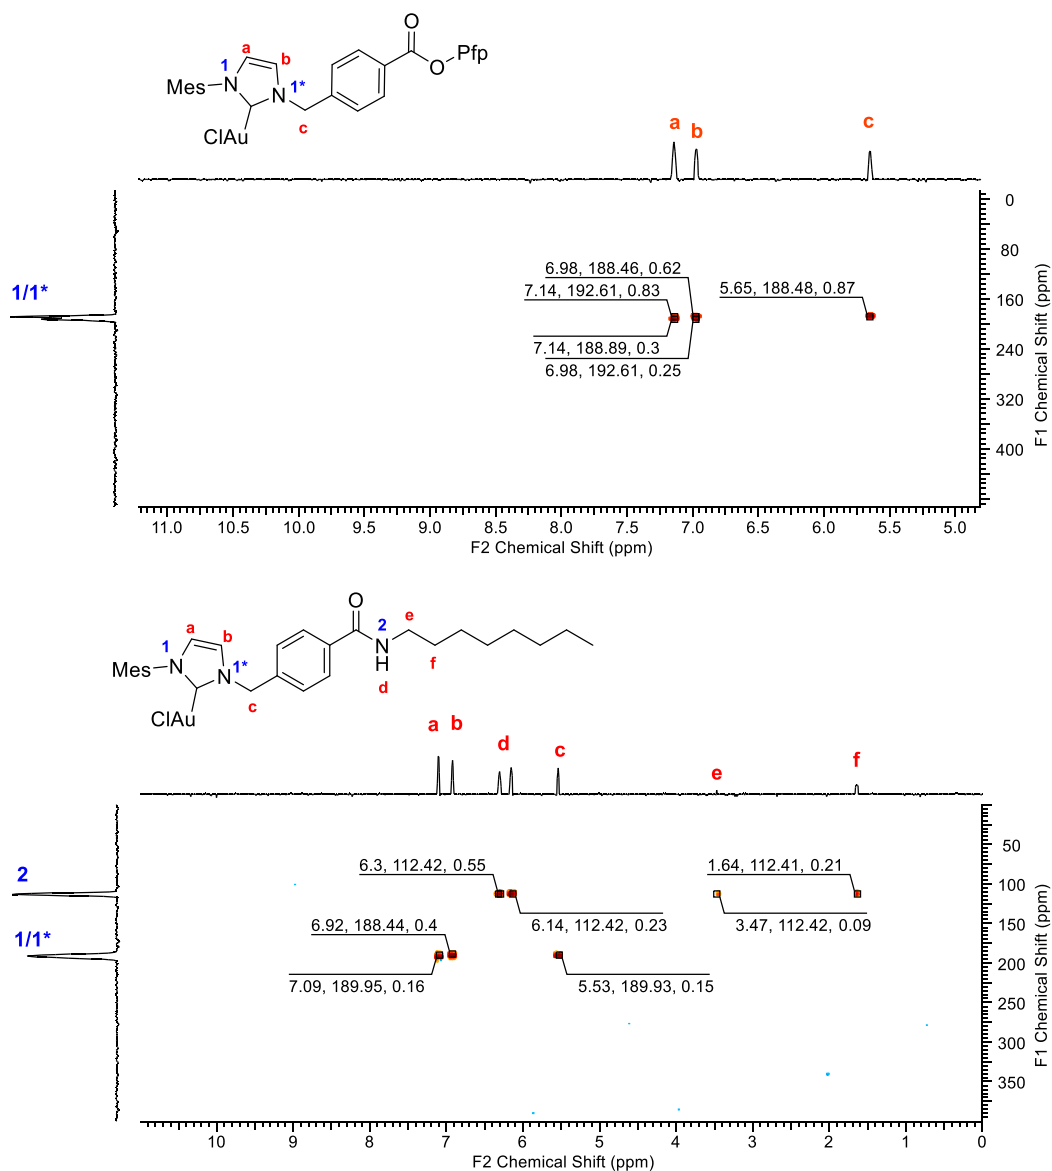 O
a
b
1
N
N
1*
Mes
ClAu
c
O
Pfp
a
b
c
0
80
160
240
320
400
F1 Chemical Shift (ppm)
1/1*
6.98, 188.46, 0.62
7.14, 192.61, 0.83
5.65, 188.48, 0.87
7.14, 188.89, 0.3
6.98, 192.61, 0.25
11.0 10.5 10.0 9.5 9.0 8.5 8.0 7.5 7.0 6.5 6.0 5.5 5.0
F2 Chemical Shift (ppm)
O
2
e
a
b
1
N
N
1*
Mes
ClAu
c
N
H
d
f
a
b
d
c
e
f
50
100
150
200
250
300
350
F1 Chemical Shift (ppm)
2
1/1*
6.3, 112.42, 0.55
1.64, 112.41, 0.21
6.14, 112.42, 0.23
3.47, 112.42, 0.09
6.92, 188.44, 0.4
7.09, 189.95, 0.16
5.53, 189.93, 0.15
10 9 8 7 6 5 4 3 2 1 0
F2 Chemical Shift (ppm)